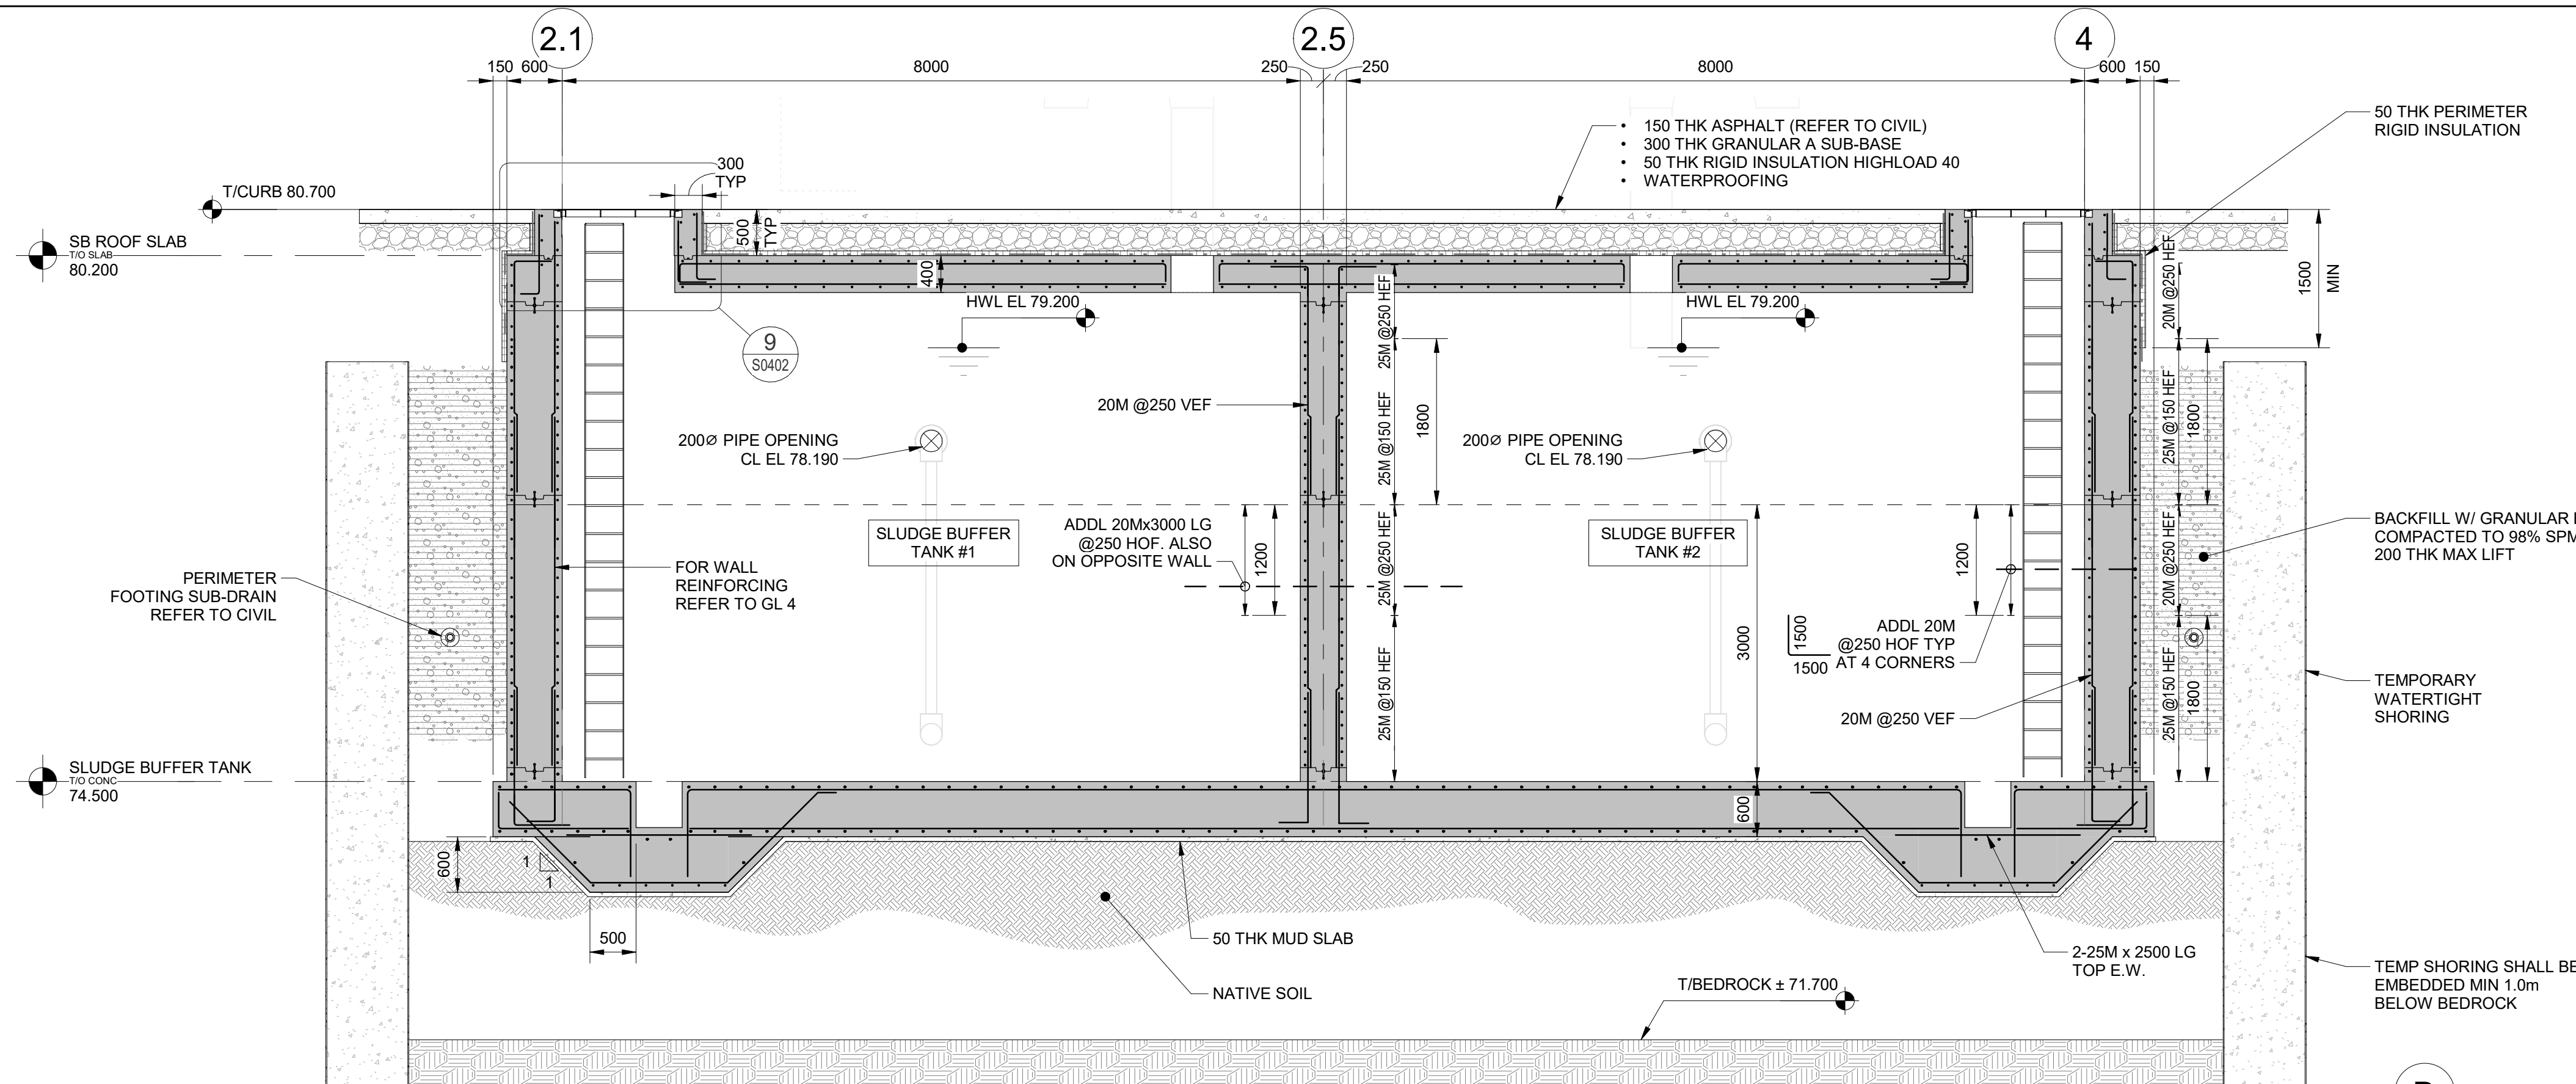 2.1
2.5
4
150 600
8000
250
250
8000
600 150
50 THK PERIMETER
RIGID INSULATION
• 150 THK ASPHALT (REFER TO CIVIL)
• 300 THK GRANULAR A SUB-BASE
• 50 THK RIGID INSULATION HIGHLOAD 40
• WATERPROOFING
300
TYP
T/CURB 80.700
500
TYP
SB ROOF SLAB
T/O SLAB
80.200
400
HWL EL 79.200
HWL EL 79.200
25M @250 HEF
20M @250 HEF
1500
MIN
9
S0402
20M @250 VEF
25M @150 HEF
1800
25M @150 HEF
1800
200Ø PIPE OPENING
CL EL 78.190
200Ø PIPE OPENING
CL EL 78.190
SLUDGE BUFFER
TANK #1
ADDL 20Mx3000 LG
@250 HOF. ALSO
ON OPPOSITE WALL
1200
25M @250 HEF
SLUDGE BUFFER
TANK #2
1200
20M @250 HEF
BACKFILL W/ GRANULAR
COMPACTED TO 98% SPM
200 THK MAX LIFT
PERIMETER
FOOTING SUB-DRAIN
REFER TO CIVIL
FOR WALL
REINFORCING
REFER TO GL 4
25M @150 HEF
3000
1500
1500
ADDL 20M
@250 HOF TYP
AT 4 CORNERS
20M @250 VEF
25M @150 HEF
1800
TEMPORARY
WATERTIGHT
SHORING
SLUDGE BUFFER TANK
T/O CONC
74.500
600
600
1
1
500
50 THK MUD SLAB
NATIVE SOIL
2-25M x 2500 LG
TOP E.W.
T/BEDROCK ± 71.700
TEMP SHORING SHALL BE
EMBEDDED MIN 1.0m
BELOW BEDROCK